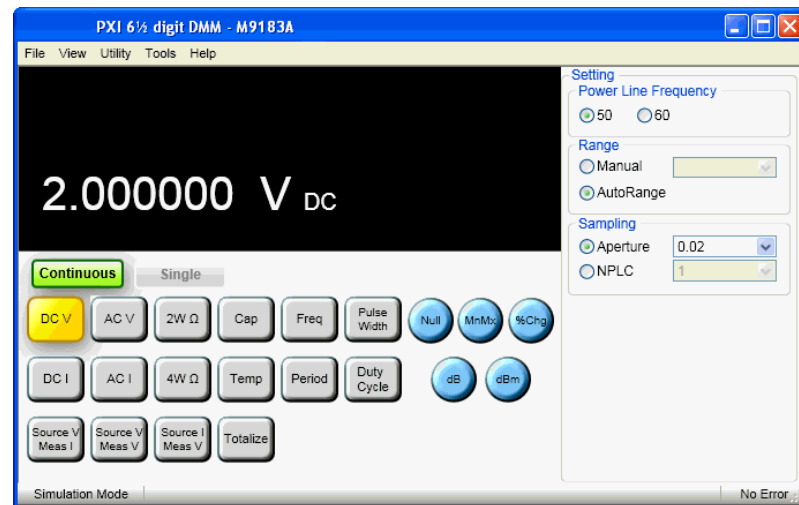 PXI 6½ digit DMM - M9183A
File View Utility Tools Help
2.000000 V DC
Setting
Power Line Frequency
50 60
Range
Manual
AutoRange
Sampling
Aperture 0.02
NPLC 1
Continuous Single
DC V AC V 2W Ω Cap Freq Pulse Width Null MnMx %Chg
DC I AC I 4W Ω Temp Period Duty Cycle dB dBm
Source V Meas I Source V Meas V Source I Meas V Totalize
Simulation Mode No Error